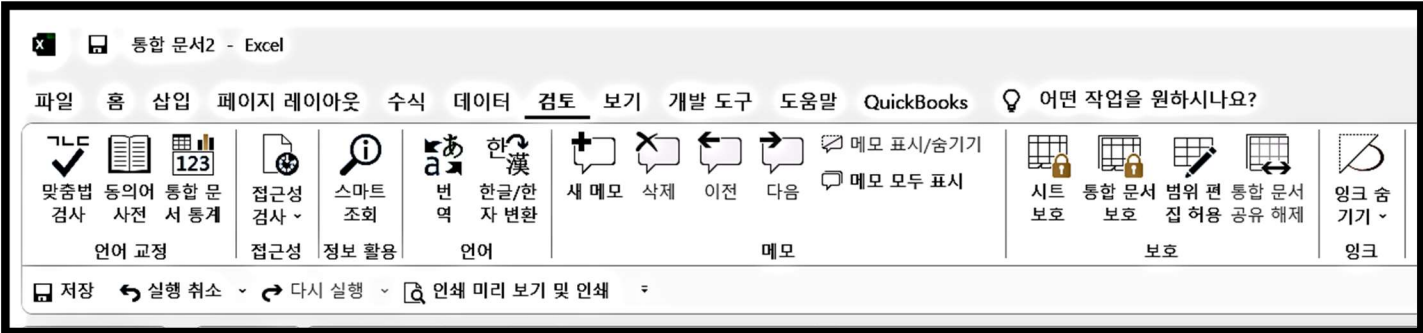 통합 문서2 - Excel
파일 홈 삽입 페이지 레이아웃 수식 데이터 검토 보기 개발 도구 도움말 QuickBooks 어떤 작업을 원하시나요?
ㄱㄴㄷ 123 あ a 한 漢 메모 표시/숨기기
맞춤법 동의어 통합 문 접근성 스마트 번 한글/한 새 메모 삭제 이전 다음 메모 모두 표시 시트 통합 문서 범위 편 통합 문서 잉크 숨
검사 사전 서 통계 검사 조회 역 자 변환 보호 보호 집 허용 공유 해제 기기
언어 교정 접근성 정보 활용 언어 메모 보호 잉크
저장 실행 취소 다시 실행 인쇄 미리 보기 및 인쇄